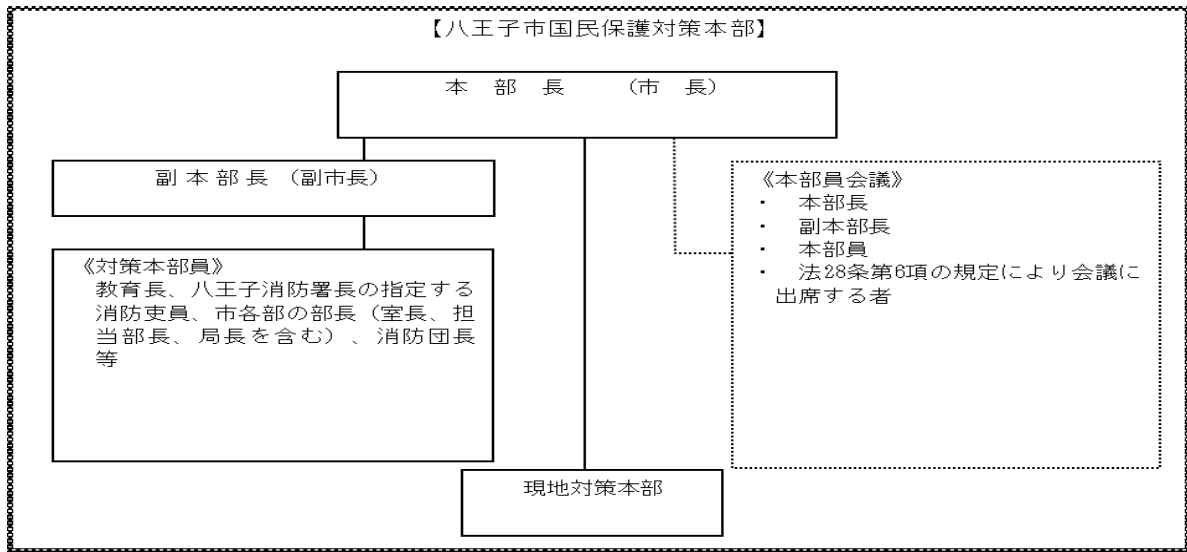 【八王子市国民保護対策本部】
本 部 長 （市 長）
副 本 部 長 （副市長）
《対策本部員》
教育長、八王子消防署長の指定する
消防吏員、市各部の部長（室長、担
当部長、局長を含む）、消防団長
等
《本部員会議》
・ 本部長
・ 副本部長
・ 本部員
・ 法28条第6項の規定により会議に
出席する者
現地対策本部